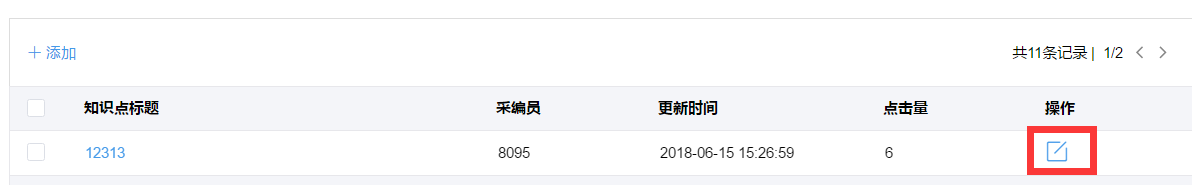 + 添加
共11条记录 | 1/2 < >
知识点标题 采编员 更新时间 点击量 操作
12313 8095 2018-06-15 15:26:59 6